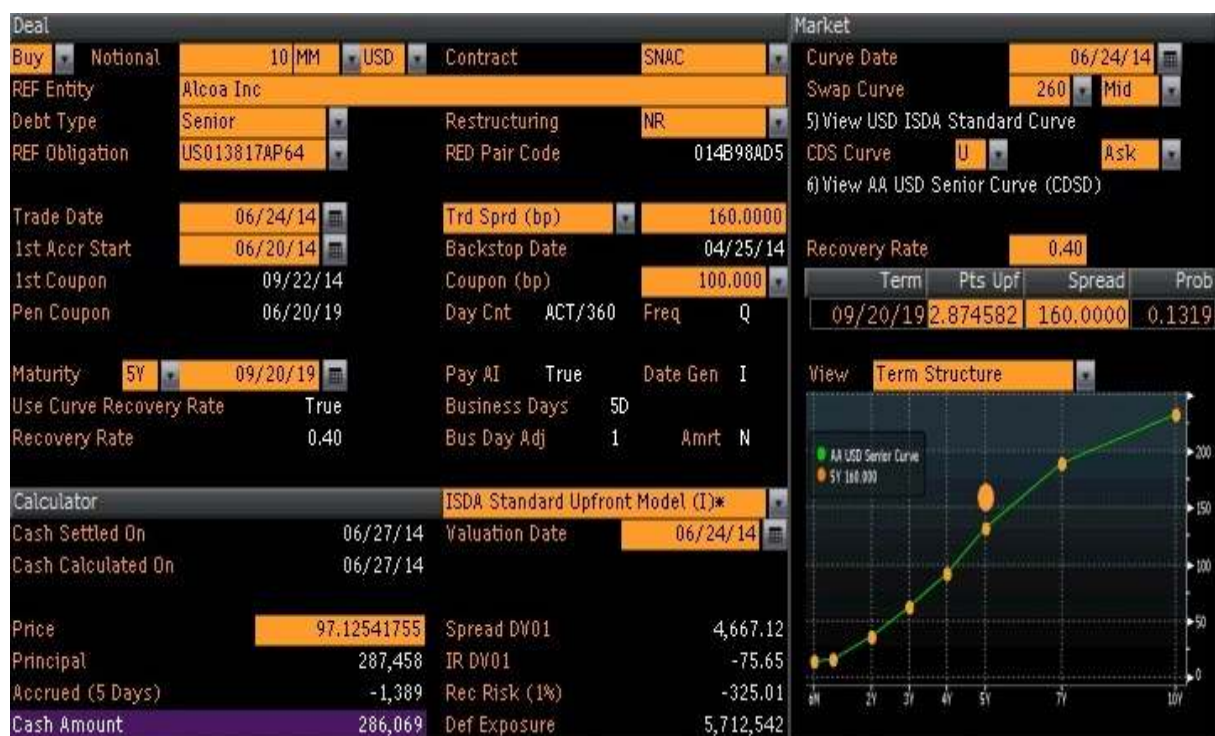 Deal
Buy Notional 10 MM USD Contract SNAC
REF Entity Alcoa Inc
Debt Type Senior Restructuring NR
REF Obligation US013817AP64 RED Pair Code 014B98AD5
Trade Date 06/24/14 Trd Sprd (bp) 160.0000
1st Accr Start 06/20/14 Backstop Date 04/25/14
1st Coupon 09/22/14 Coupon (bp) 100.000
Pen Coupon 06/20/19 Day Cnt ACT/360 Freq Q
Maturity 5Y 09/20/19 Pay AI True Date Gen I
Use Curve Recovery Rate True Business Days 5D
Recovery Rate 0.40 Bus Day Adj 1 Amrt N
Calculator ISDA Standard Upfront Model (I)*
Cash Settled On 06/27/14 Valuation Date 06/24/14
Cash Calculated On 06/27/14
Price 97.12541755 Spread DV01 4,667.12
Principal 287,458 IR DV01 -75.65
Accrued (5 Days) -1,389 Rec Risk (1%) -325.01
Cash Amount 286,069 Def Exposure 5,712,542
Market
Curve Date 06/24/14
Swap Curve 260 Mid
5) View USD ISDA Standard Curve
CDS Curve U Ask
6) View AA USD Senior Curve (CDSD)
Recovery Rate 0.40
Term Pts Upf Spread Prob
09/20/19 2.874582 160.0000 0.1319
View Term Structure
AA USD Senior Curve
5Y 160.000
200
150
100
50
0
6M 2Y 3Y 4Y 5Y 7Y 10Y